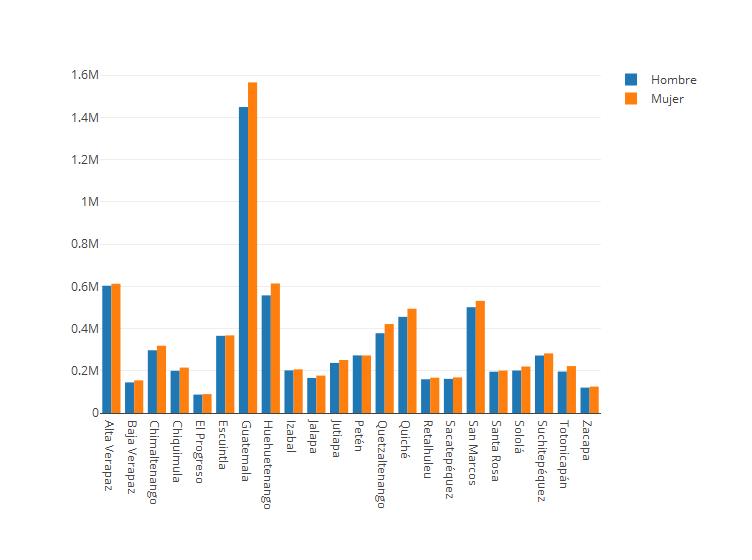 1.6M
1.4M
1.2M
1M
0.8M
0.6M
0.4M
0.2M
0
Hombre
Mujer
Alta Verapaz
Baja Verapaz
Chimaltenango
Chiquimula
El Progreso
Escuintla
Guatemala
Huehuetenango
Izabal
Jalapa
Jutiapa
Petén
Quetzaltenango
Quiché
Retalhuleu
Sacatepéquez
San Marcos
Santa Rosa
Sololá
Suchitepéquez
Totonicapán
Zacapa